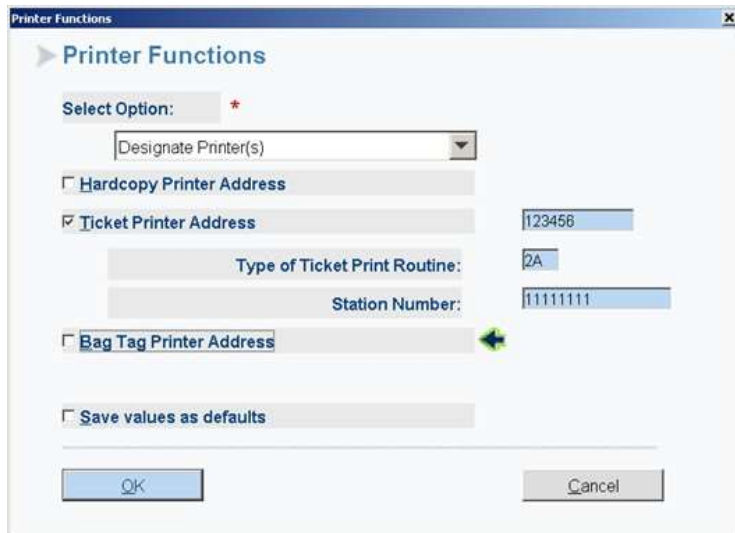 Printer Functions
Printer Functions
Select Option: *
Designate Printer(s)
Hardcopy Printer Address
Ticket Printer Address 123456
Type of Ticket Print Routine: 2A
Station Number: 11111111
Bag Tag Printer Address
Save values as defaults
OK Cancel